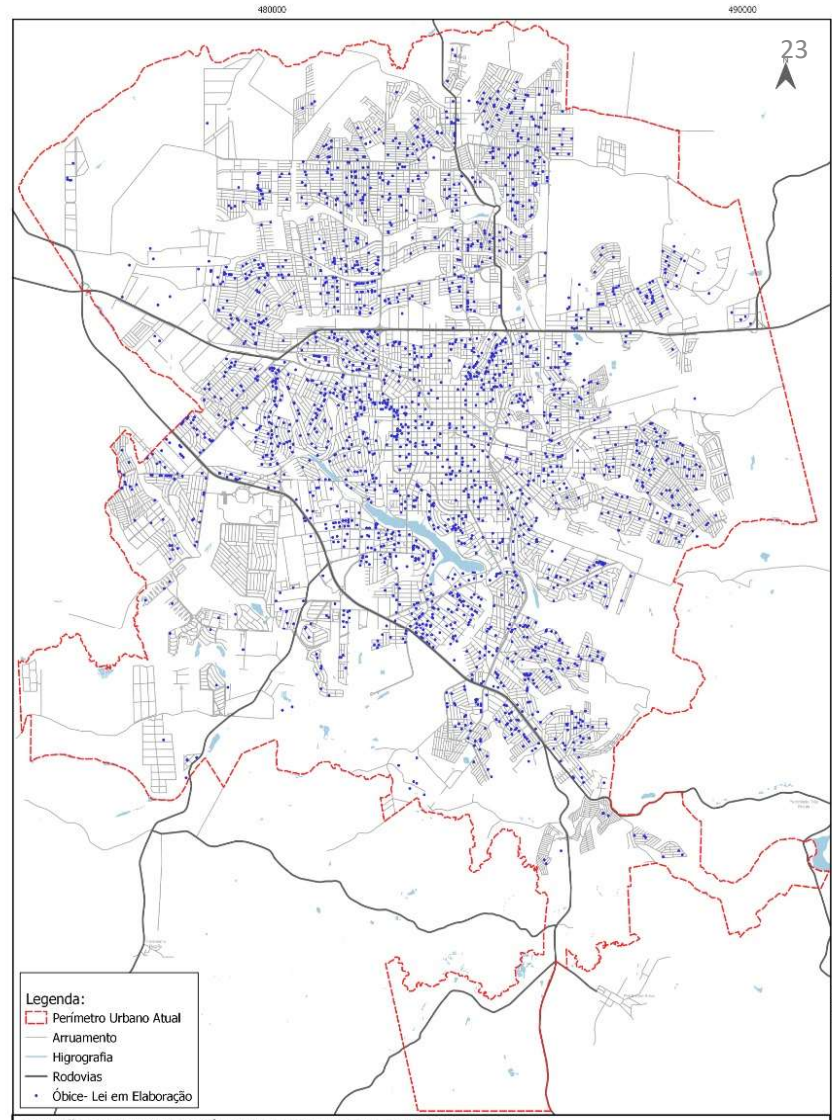 480000
490000
23
Legenda:
Perímetro Urbano Atual
Arruamento
Higrografia
Rodovias
Óbice- Lei em Elaboração